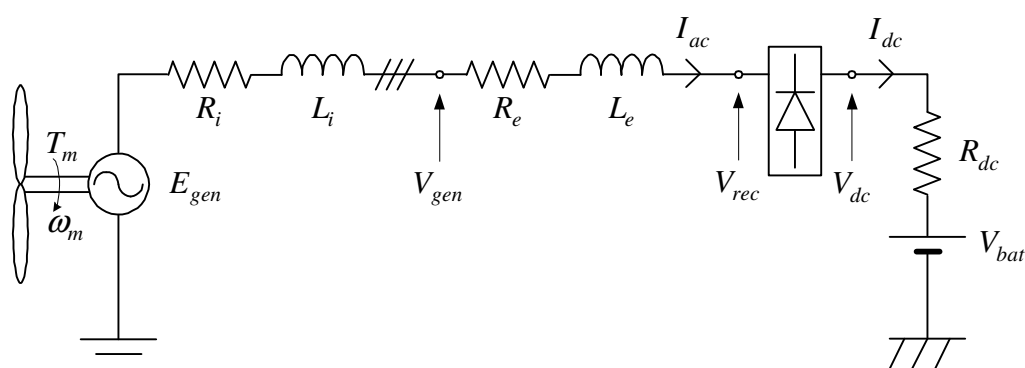 I_ac
I_dc
R_i
L_i
R_e
L_e
T_m
E_gen
V_gen
V_rec
V_dc
R_dc
ω_m
V_bat